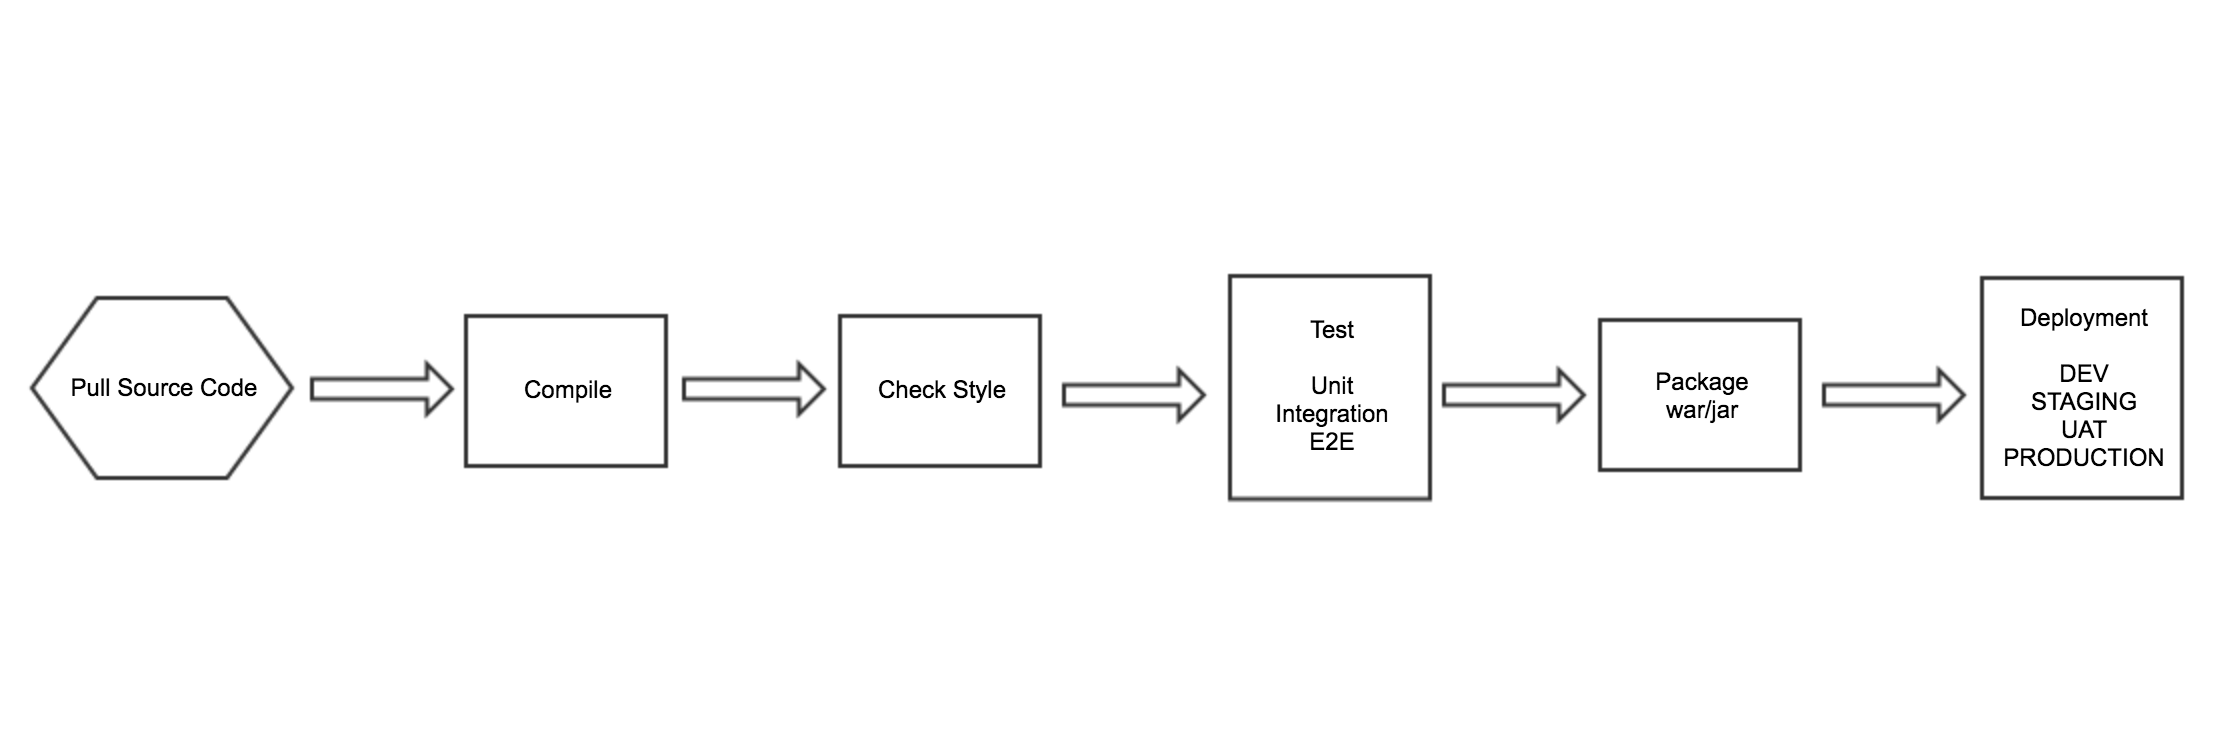 Pull Source Code
Compile
Check Style
Test
Unit
Integration
E2E
Package
war/jar
Deployment
DEV
STAGING
UAT
PRODUCTION